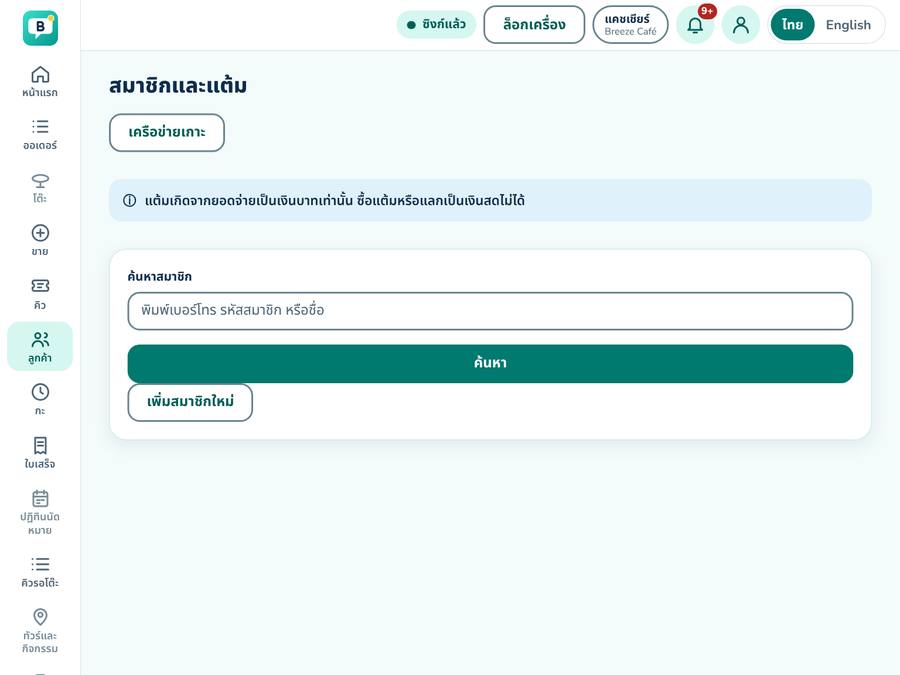 B
ซิงก์แล้ว
ล็อกเครื่อง
แคชเชียร์
Breeze Café
9+
ไทย
English
หน้าแรก
ออเดอร์
โต๊ะ
ขาย
คิว
ลูกค้า
กะ
ใบเสร็จ
ปฏิทินนัด
หมาย
คิวรอโต๊ะ
ทัวร์และ
กิจกรรม
สมาชิกและแต้ม
เครือข่ายเกาะ
แต้มเกิดจากยอดจ่ายเป็นเงินบาทเท่านั้น ซื้อแต้มหรือแลกเป็นเงินสดไม่ได้
ค้นหาสมาชิก
พิมพ์เบอร์โทร รหัสสมาชิก หรือชื่อ
ค้นหา
เพิ่มสมาชิกใหม่